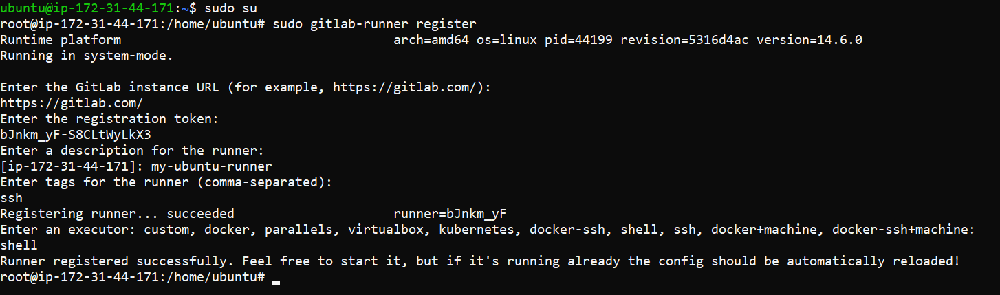 ubuntu@ip-172-31-44-171:~$ sudo su
root@ip-172-31-44-171:/home/ubuntu# sudo gitlab-runner register
Runtime platform                                    arch=amd64 os=linux pid=44199 revision=5316d4ac version=14.6.0
Running in system-mode.

Enter the GitLab instance URL (for example, https://gitlab.com/):
https://gitlab.com/
Enter the registration token:
bJnkm_yF-S8CLtWyLkX3
Enter a description for the runner:
[ip-172-31-44-171]: my-ubuntu-runner
Enter tags for the runner (comma-separated):
ssh
Registering runner... succeeded                     runner=bJnkm_yF
Enter an executor: custom, docker, parallels, virtualbox, kubernetes, docker-ssh, shell, ssh, docker+machine, docker-ssh+machine:
shell
Runner registered successfully. Feel free to start it, but if it's running already the config should be automatically reloaded!
root@ip-172-31-44-171:/home/ubuntu#